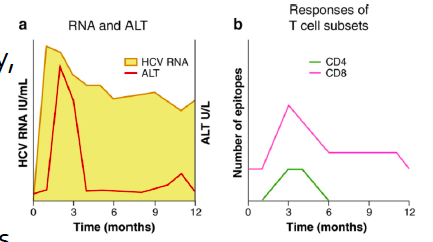 y,
s
a
RNA and ALT
HCV RNA
ALT
HCV RNA IU/mL
ALT U/L
0 3 6 9 12
Time (months)
b
Responses of
T cell subsets
CD4
CD8
Number of epitopes
0 3 6 9 12
Time (months)